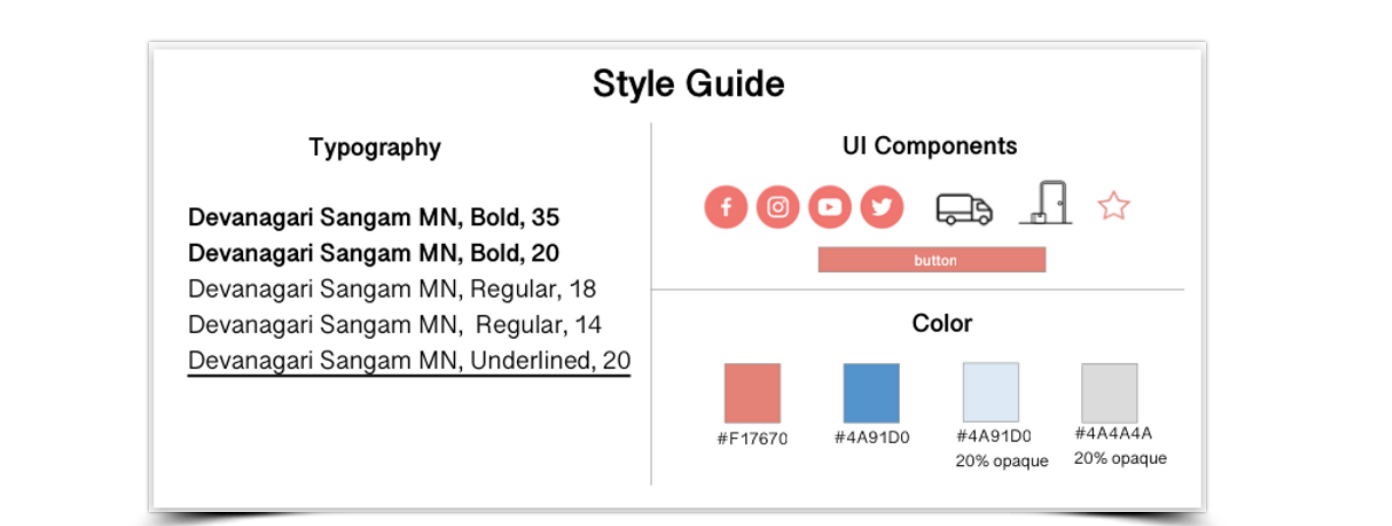 Style Guide
Typography
Devanagari Sangam MN, Bold, 35
Devanagari Sangam MN, Bold, 20
Devanagari Sangam MN, Regular, 18
Devanagari Sangam MN,  Regular, 14
Devanagari Sangam MN, Underlined, 20
UI Components
button
Color
#F17670
#4A91D0
#4A91D0
20% opaque
#4A4A4A
20% opaque